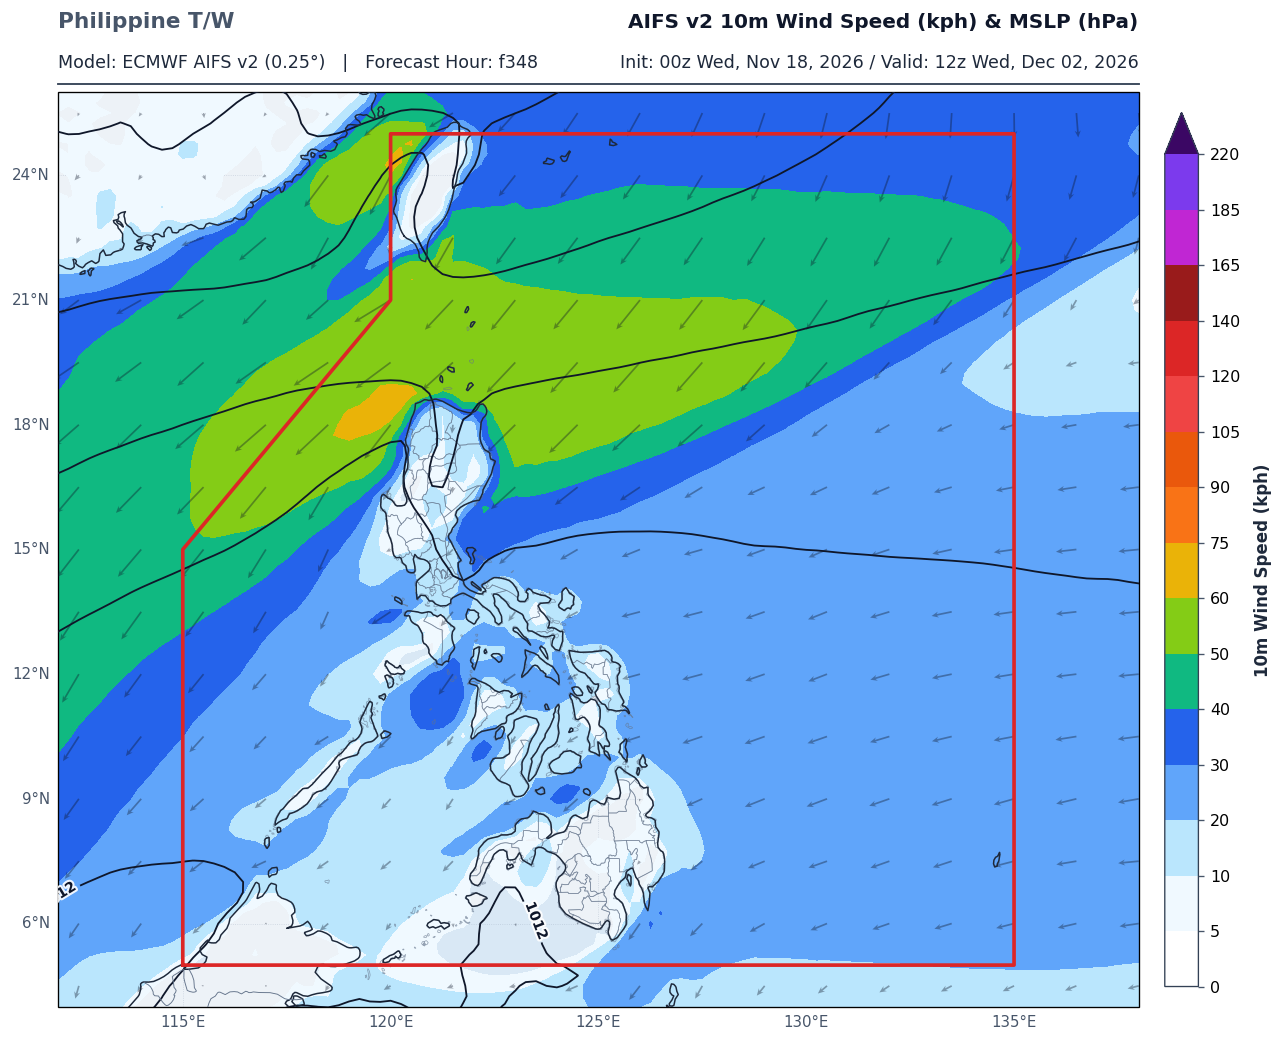 Philippine T/W
AIFS v2 10m Wind Speed (kph) & MSLP (hPa)
Model: ECMWF AIFS v2 (0.25°) | Forecast Hour: f348
Init: 00z Wed, Nov 18, 2026 / Valid: 12z Wed, Dec 02, 2026
24°N
21°N
18°N
15°N
12°N
9°N
6°N
12
1012
115°E
120°E
125°E
130°E
135°E
220
185
165
140
120
105
90
75
60
50
40
30
20
10
5
0
10m Wind Speed (kph)